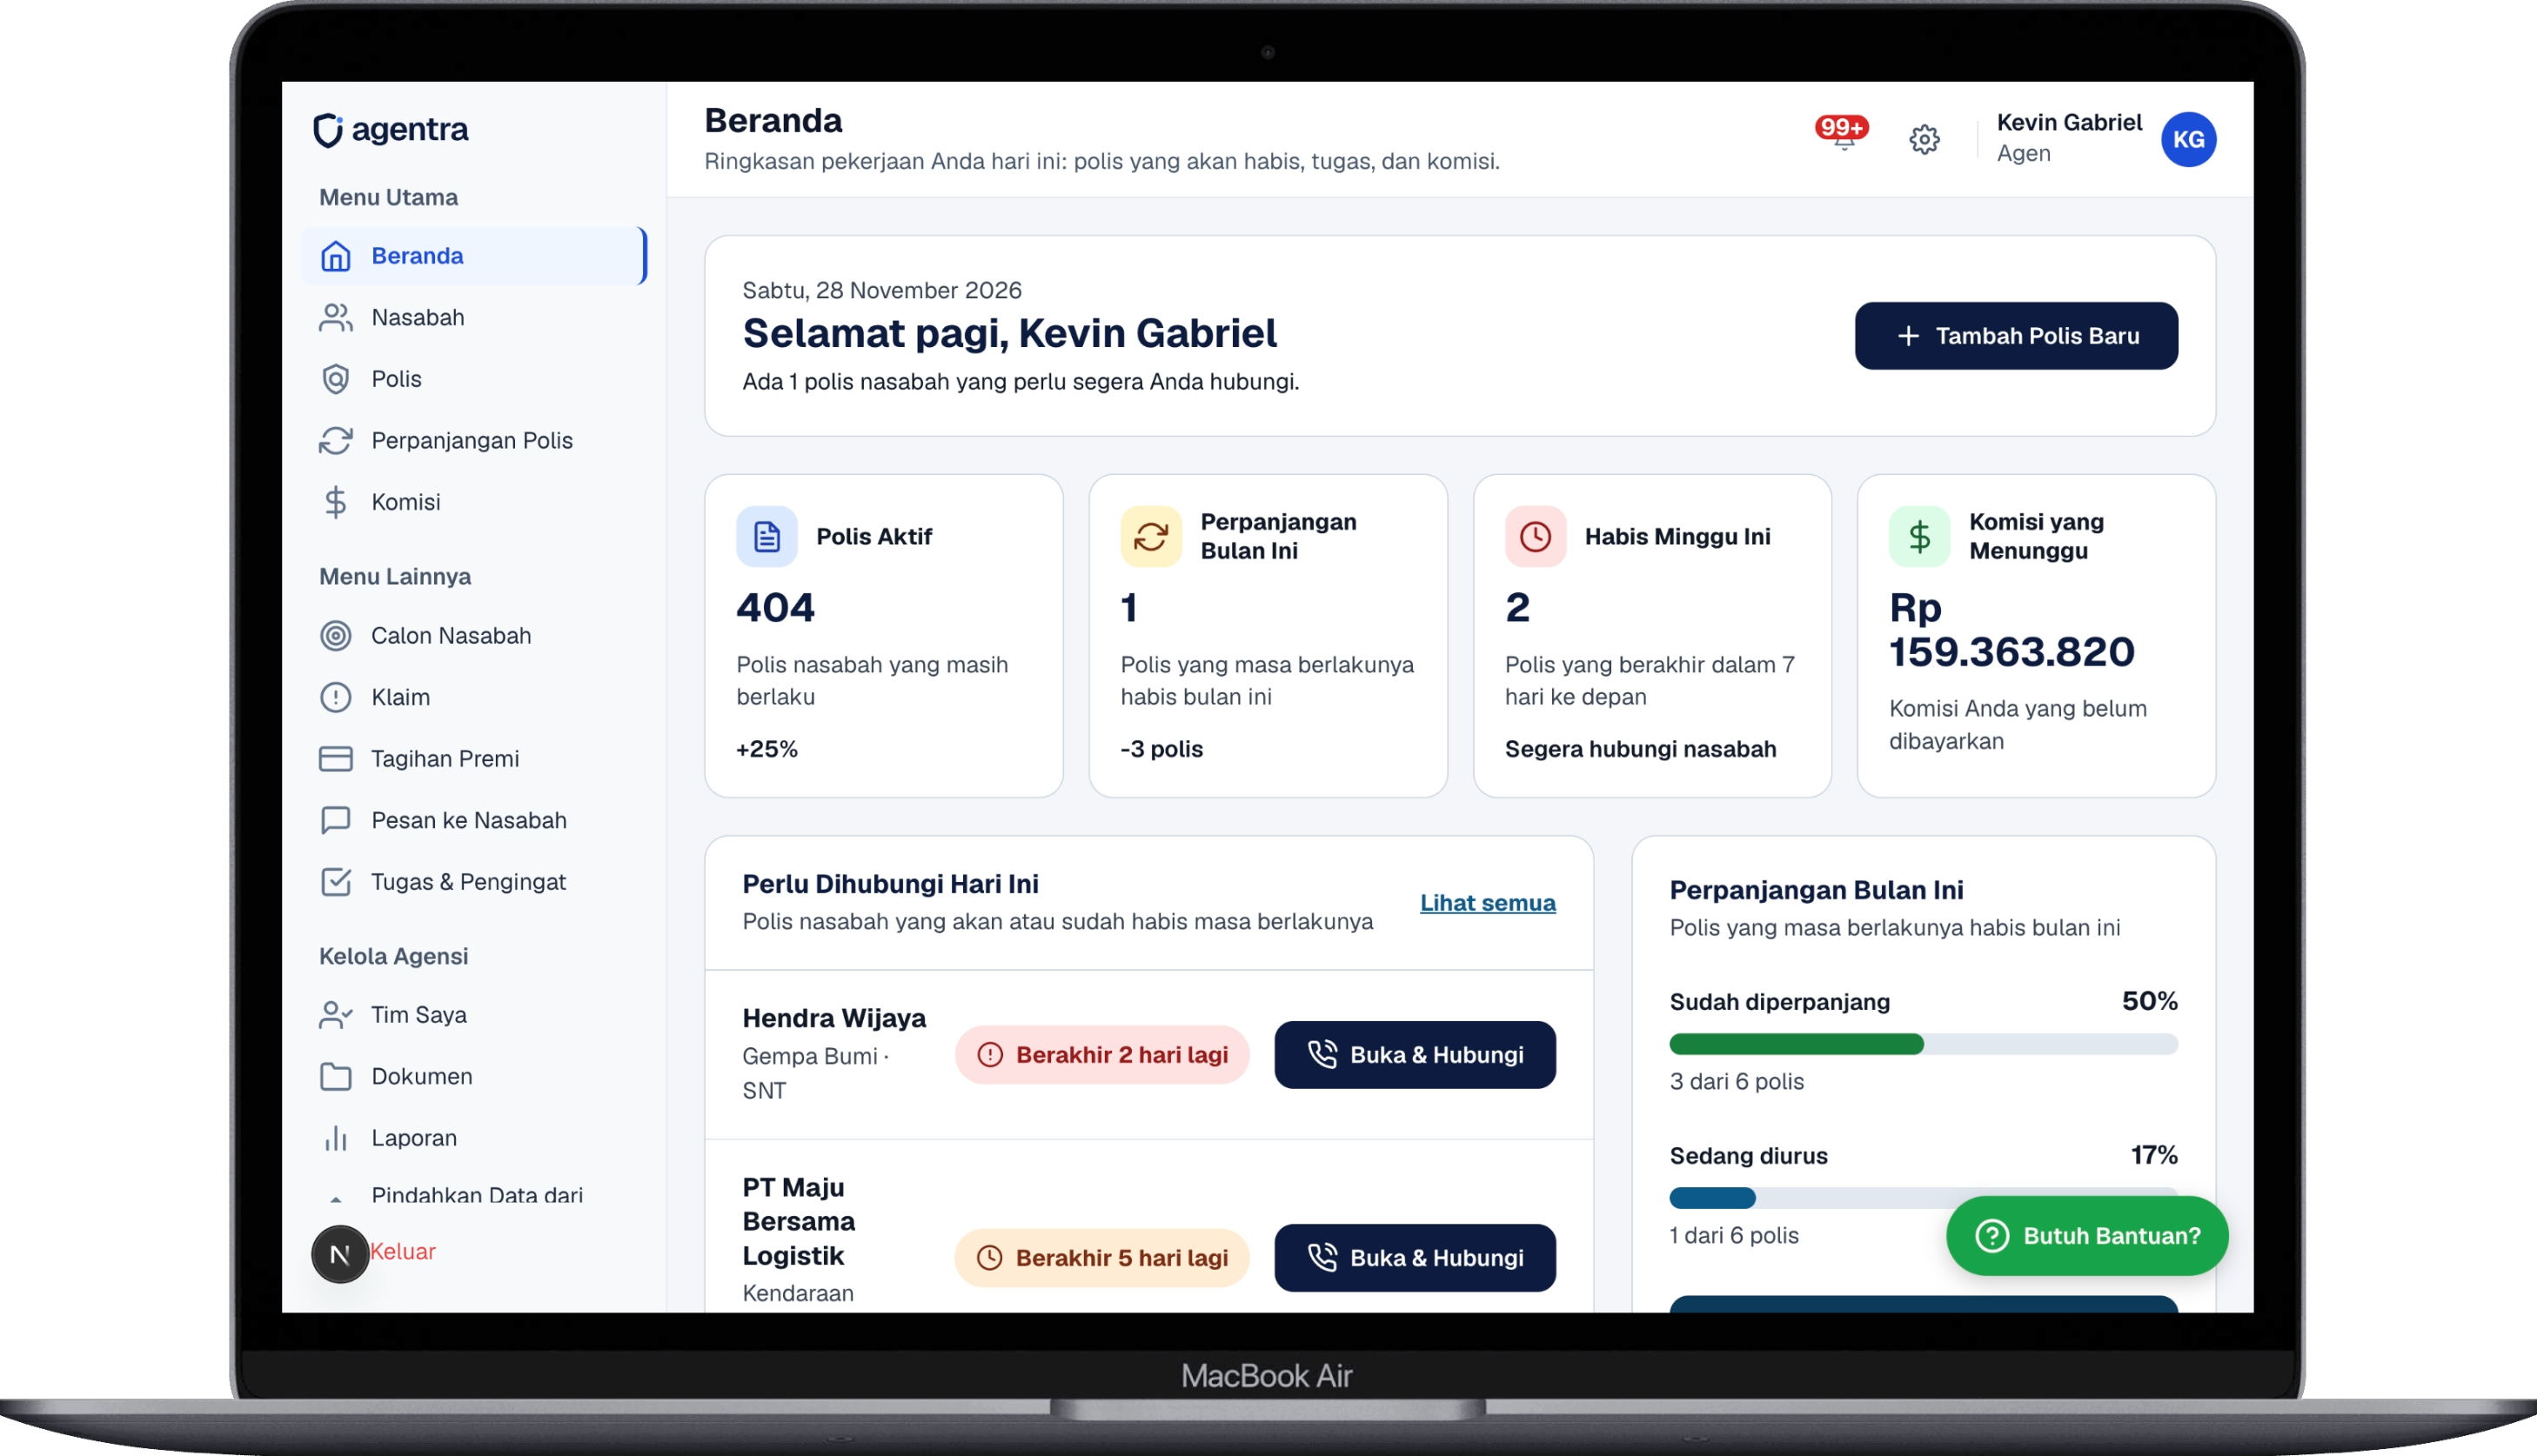 agentra
Menu Utama
Beranda
Nasabah
Polis
Perpanjangan Polis
Komisi
Menu Lainnya
Calon Nasabah
Klaim
Tagihan Premi
Pesan ke Nasabah
Tugas & Pengingat
Kelola Agensi
Tim Saya
Dokumen
Laporan
Pindahkan Data dari
N
Keluar
Beranda
Ringkasan pekerjaan Anda hari ini: polis yang akan habis, tugas, dan komisi.
99+
Kevin Gabriel
Agen
KG
Sabtu, 28 November 2026
Selamat pagi, Kevin Gabriel
Ada 1 polis nasabah yang perlu segera Anda hubungi.
Tambah Polis Baru
Polis Aktif
404
Polis nasabah yang masih
berlaku
+25%
Perpanjangan
Bulan Ini
1
Polis yang masa berlakunya
habis bulan ini
-3 polis
Habis Minggu Ini
2
Polis yang berakhir dalam 7
hari ke depan
Segera hubungi nasabah
Komisi yang
Menunggu
Rp
159.363.820
Komisi Anda yang belum
dibayarkan
Perlu Dihubungi Hari Ini
Polis nasabah yang akan atau sudah habis masa berlakunya
Lihat semua
Hendra Wijaya
Gempa Bumi ·
SNT
Berakhir 2 hari lagi
Buka & Hubungi
PT Maju
Bersama
Logistik
Kendaraan
Berakhir 5 hari lagi
Buka & Hubungi
Perpanjangan Bulan Ini
Polis yang masa berlakunya habis bulan ini
Sudah diperpanjang
50%
3 dari 6 polis
Sedang diurus
17%
1 dari 6 polis
Butuh Bantuan?
MacBook Air